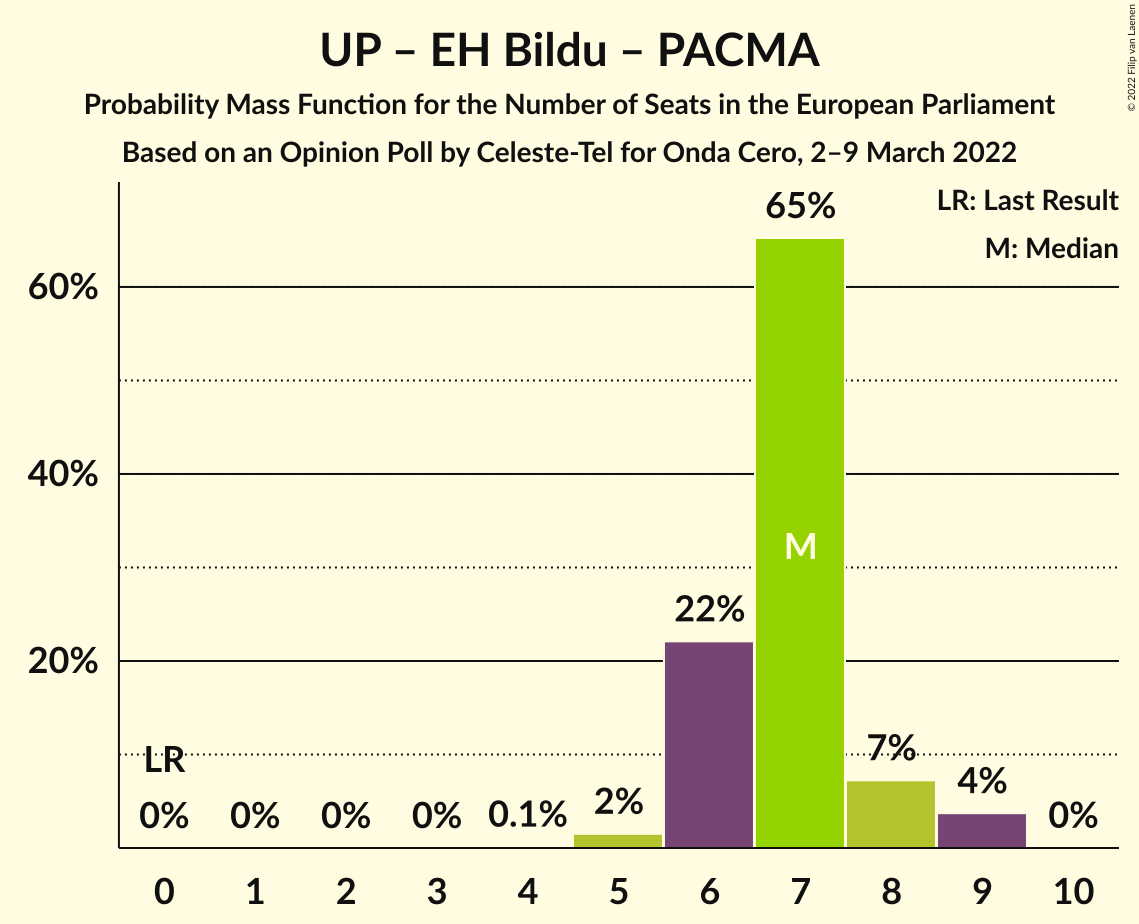 UP – EH Bildu – PACMA
Probability Mass Function for the Number of Seats in the European Parliament
Based on an Opinion Poll by Celeste-Tel for Onda Cero, 2–9 March 2022
© 2022 Filip van Laenen
LR: Last Result
M: Median
65%
60%
40%
M
22%
20%
LR
7%
4%
0% 0% 0% 0% 0.1% 2% 0%
0 1 2 3 4 5 6 7 8 9 10